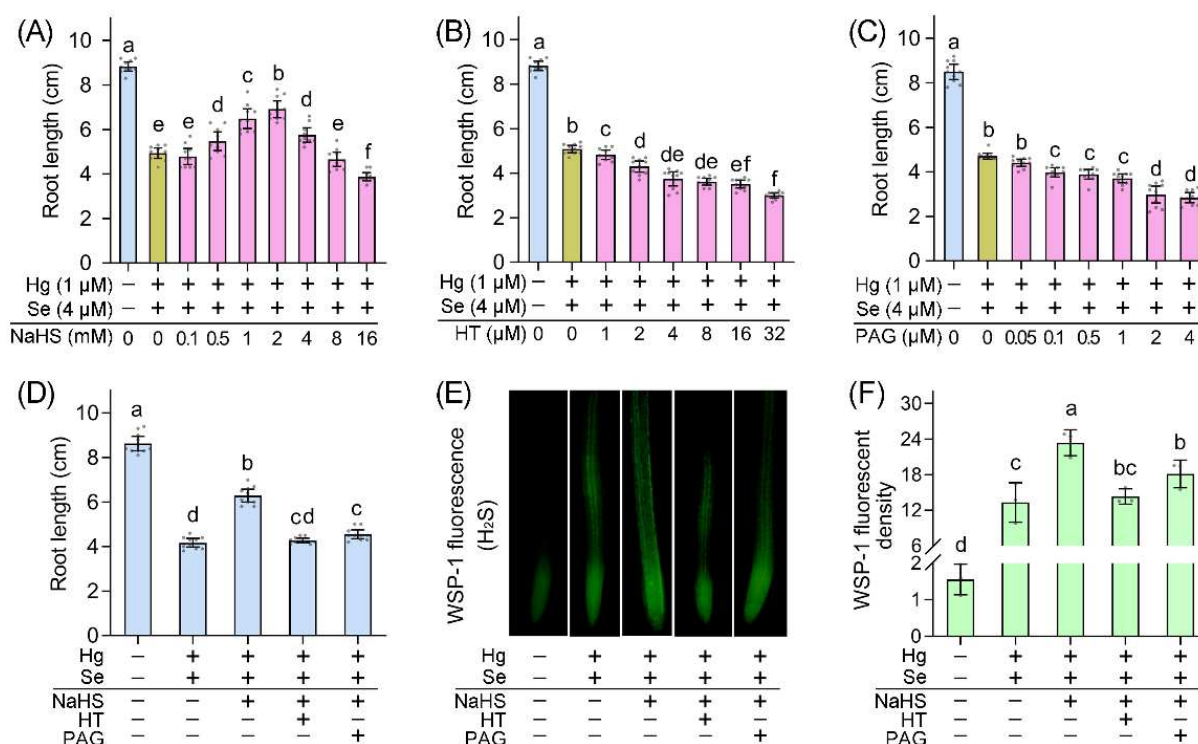 (A)
Root length (cm)
10
8
6
4
2
0
a e e d c b d e f
Hg (1 μM) – + + + + + + + +
Se (4 μM) – + + + + + + + +
NaHS (mM) 0 0 0.1 0.5 1 2 4 8 16
(B)
Root length (cm)
10
8
6
4
2
0
a b c d de de ef f
Hg (1 μM) – + + + + + + +
Se (4 μM) – + + + + + + +
HT (μM) 0 0 1 2 4 8 16 32
(C)
Root length (cm)
10
8
6
4
2
0
a b b c c c d d
Hg (1 μM) – + + + + + + +
Se (4 μM) – + + + + + + +
PAG (μM) 0 0 0.05 0.1 0.5 1 2 4
(D)
Root length (cm)
10
8
6
4
2
0
a d b cd c
Hg – + + + +
Se – + + + +
NaHS – – + + +
HT – – – + –
PAG – – – – +
(E)
WSP-1 fluorescence
(H₂S)
Hg – + + + +
Se – + + + +
NaHS – – + + +
HT – – – + –
PAG – – – – +
(F)
WSP-1 fluorescent
density
30
24
18
12
6
2
1
0
d c a bc b
Hg – + + + +
Se – + + + +
NaHS – – + + +
HT – – – + –
PAG – – – – +